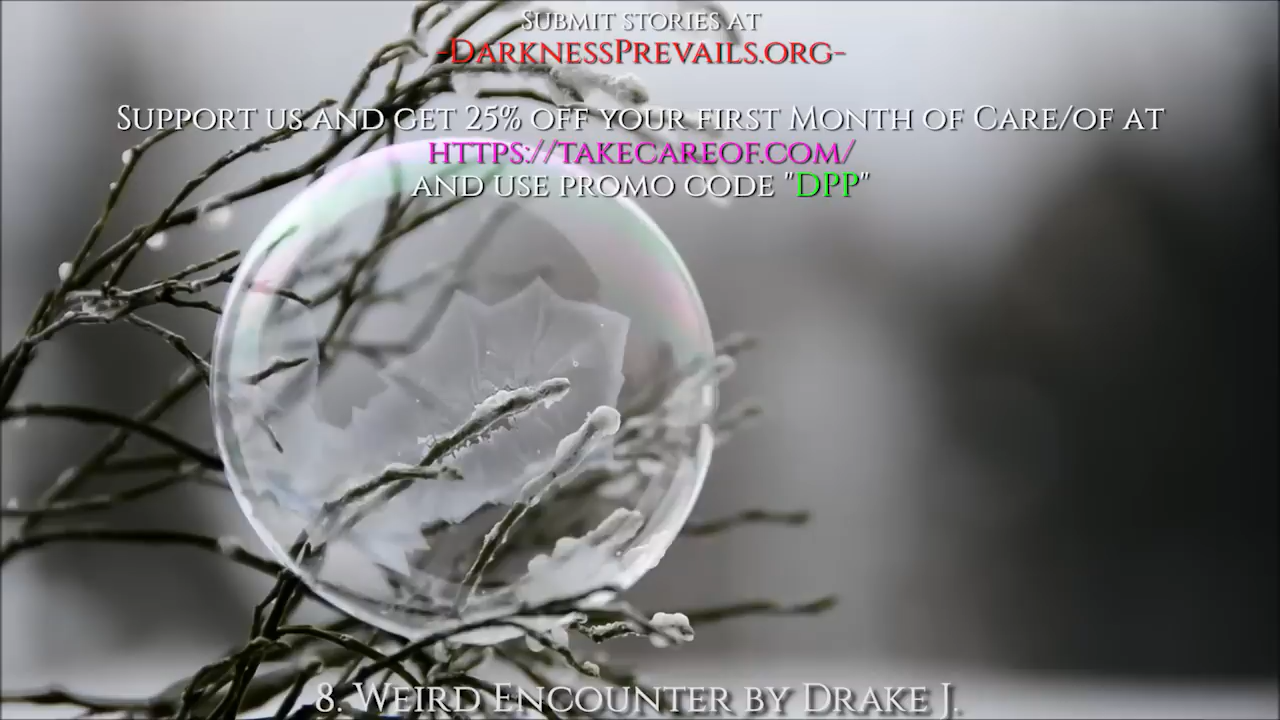 Submit stories at
-DarknessPrevails.org-
Support us and get 25% off your first Month of Care/of at
https://takecareof.com/
and use promo code "DPP"
8. Weird Encounter by Drake J.